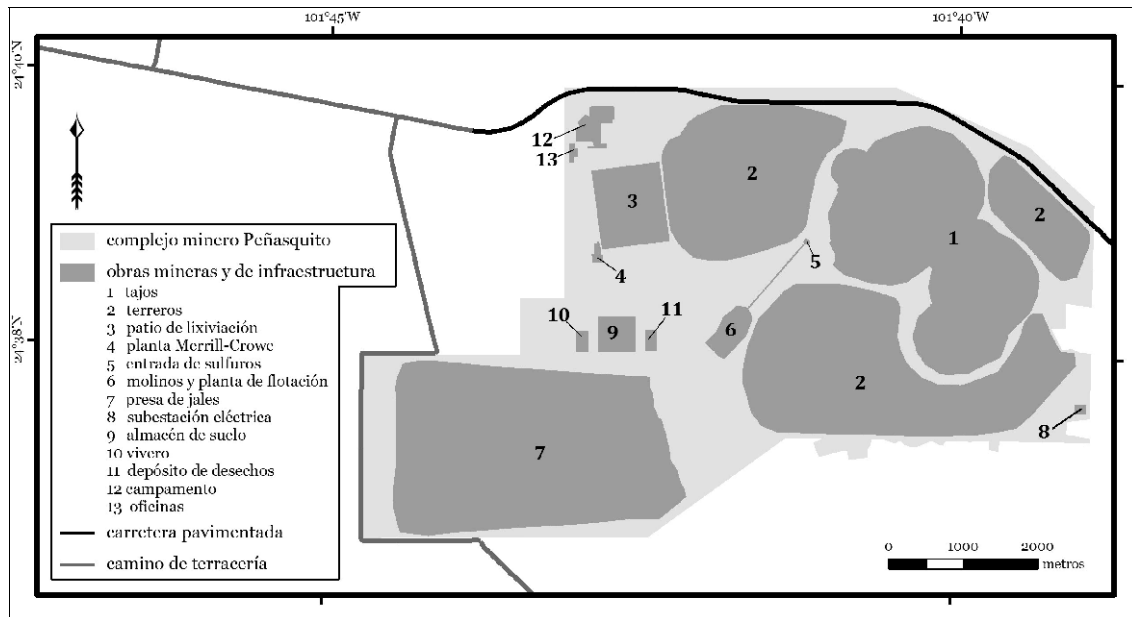 101°45'W
101°40'W
24°40'N
24°38'N
12
13
2
3
2
1
4
5
10
9
11
6
2
7
8
complejo minero Peñasquito
obras mineras y de infraestructura
1 tajos
2 terreros
3 patio de lixiviación
4 planta Merrill-Crowe
5 entrada de sulfuros
6 molinos y planta de flotación
7 presa de jales
8 subestación eléctrica
9 almacén de suelo
10 vivero
11 depósito de desechos
12 campamento
13 oficinas
carretera pavimentada
camino de terracería
0 1000 2000
metros